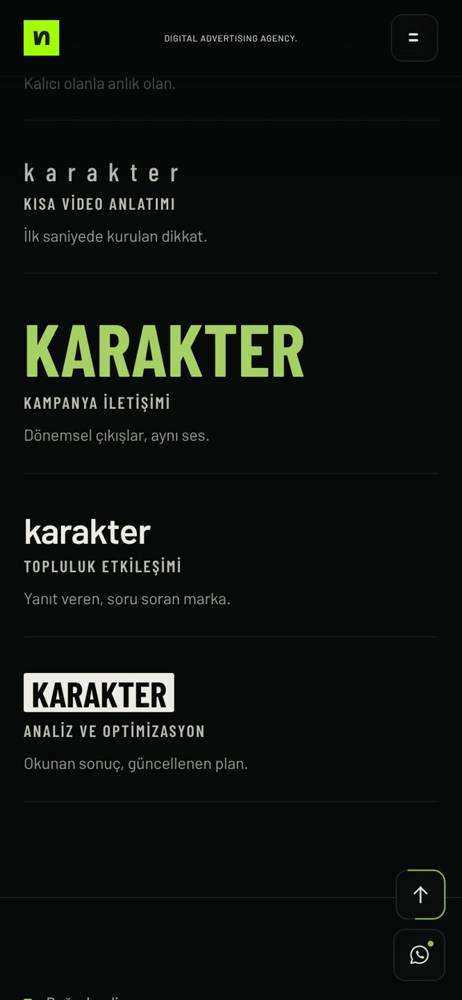 n
DIGITAL ADVERTISING AGENCY.
Kalıcı olanla anlık olan.
karakter
KISA VİDEO ANLATIMI
İlk saniyede kurulan dikkat.
KARAKTER
KAMPANYA İLETİŞİMİ
Dönemsel çıkışlar, aynı ses.
karakter
TOPLULUK ETKİLEŞİMİ
Yanıt veren, soru soran marka.
KARAKTER
ANALİZ VE OPTİMİZASYON
Okunan sonuç, güncellenen plan.